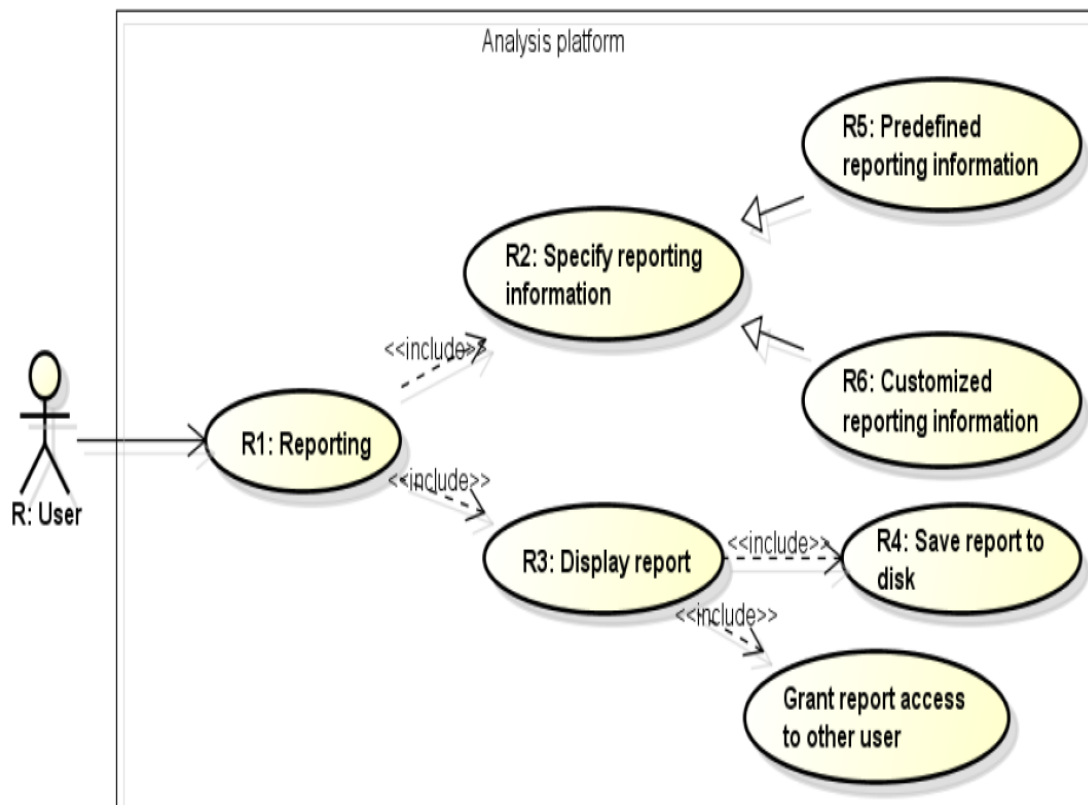 Analysis platform
R5: Predefined
reporting information
R2: Specify reporting
information
<<include>>
R6: Customized
reporting information
R1: Reporting
<<include>>
R: User
R3: Display report
<<include>>
R4: Save report to
disk
<<include>>
Grant report access
to other user